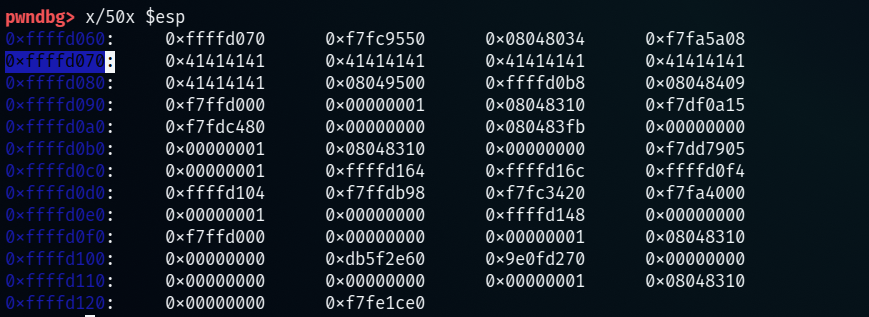 pwndbg> x/50x $esp
0xffffd060: 0xffffd070 0xf7fc9550 0x08048034 0xf7fa5a08
0xffffd070: 0x41414141 0x41414141 0x41414141 0x41414141
0xffffd080: 0x41414141 0x08049500 0xffffd0b8 0x08048409
0xffffd090: 0xf7ffd000 0x00000001 0x08048310 0xf7df0a15
0xffffd0a0: 0xf7fdc480 0x00000000 0x080483fb 0x00000000
0xffffd0b0: 0x00000001 0x08048310 0x00000000 0xf7dd7905
0xffffd0c0: 0x00000001 0xffffd164 0xffffd16c 0xffffd0f4
0xffffd0d0: 0xffffd104 0xf7ffdb98 0xf7fc3420 0xf7fa4000
0xffffd0e0: 0x00000001 0x00000000 0xffffd148 0x00000000
0xffffd0f0: 0xf7ffd000 0x00000000 0x00000001 0x08048310
0xffffd100: 0x00000000 0xdb5f2e60 0x9e0fd270 0x00000000
0xffffd110: 0x00000000 0x00000000 0x00000001 0x08048310
0xffffd120: 0x00000000 0xf7fe1ce0